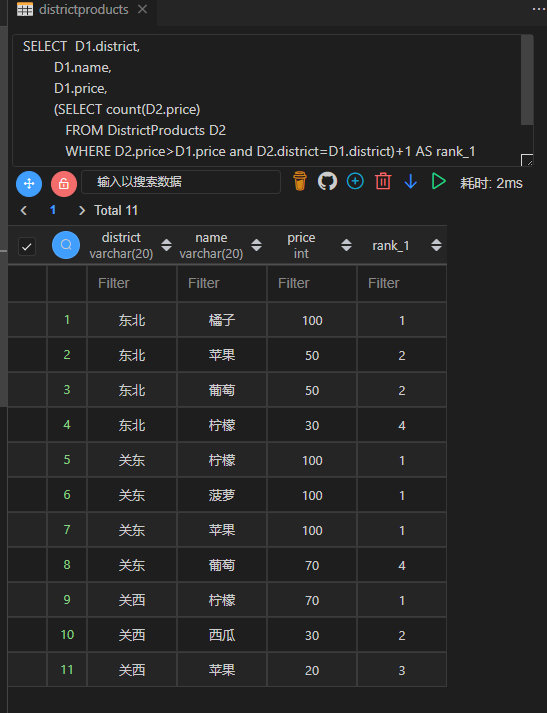 districtproducts
SELECT D1.district,
D1.name,
D1.price,
(SELECT count(D2.price)
FROM DistrictProducts D2
WHERE D2.price>D1.price and D2.district=D1.district)+1 AS rank_1
输入以搜索数据 耗时: 2ms
1 Total 11
district name price rank_1
varchar(20) varchar(20) int
Filter Filter Filter Filter
1 东北 橘子 100 1
2 东北 苹果 50 2
3 东北 葡萄 50 2
4 东北 柠檬 30 4
5 关东 柠檬 100 1
6 关东 菠萝 100 1
7 关东 苹果 100 1
8 关东 葡萄 70 4
9 关西 柠檬 70 1
10 关西 西瓜 30 2
11 关西 苹果 20 3